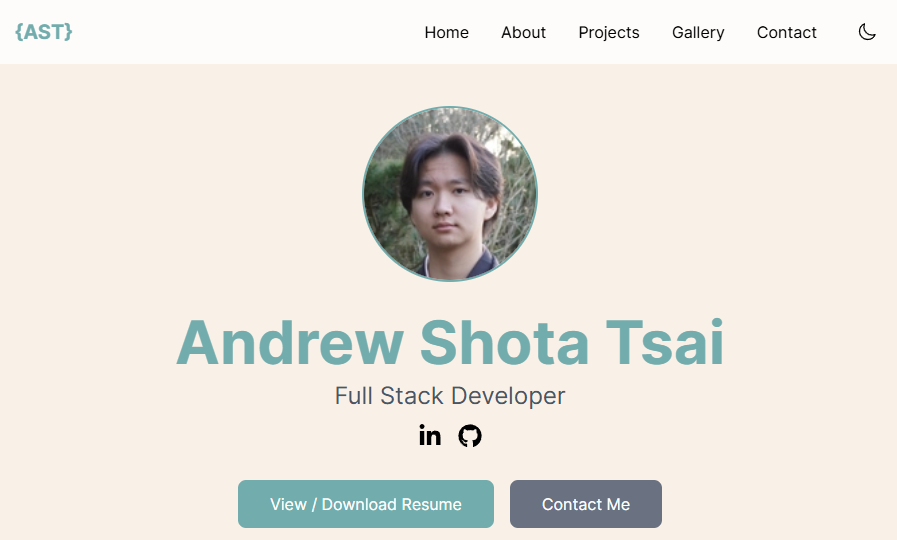 {AST}
Home About Projects Gallery Contact
Andrew Shota Tsai
Full Stack Developer
in
View / Download Resume
Contact Me